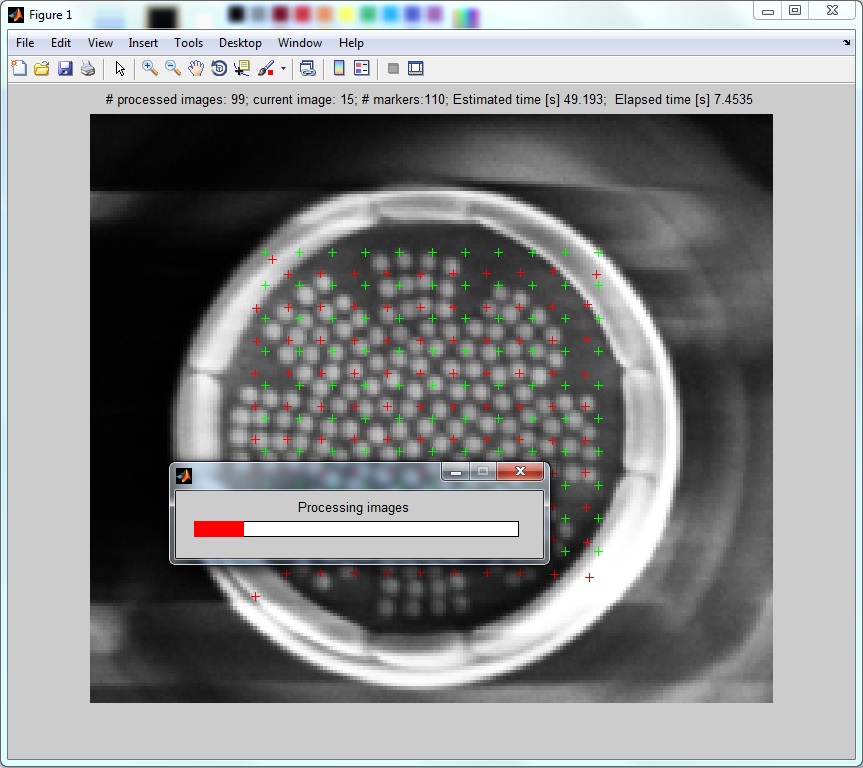 Figure 1
File Edit View Insert Tools Desktop Window Help
# processed images: 99; current image: 15; # markers:110; Estimated time [s] 49.193;  Elapsed time [s] 7.4535
Processing images